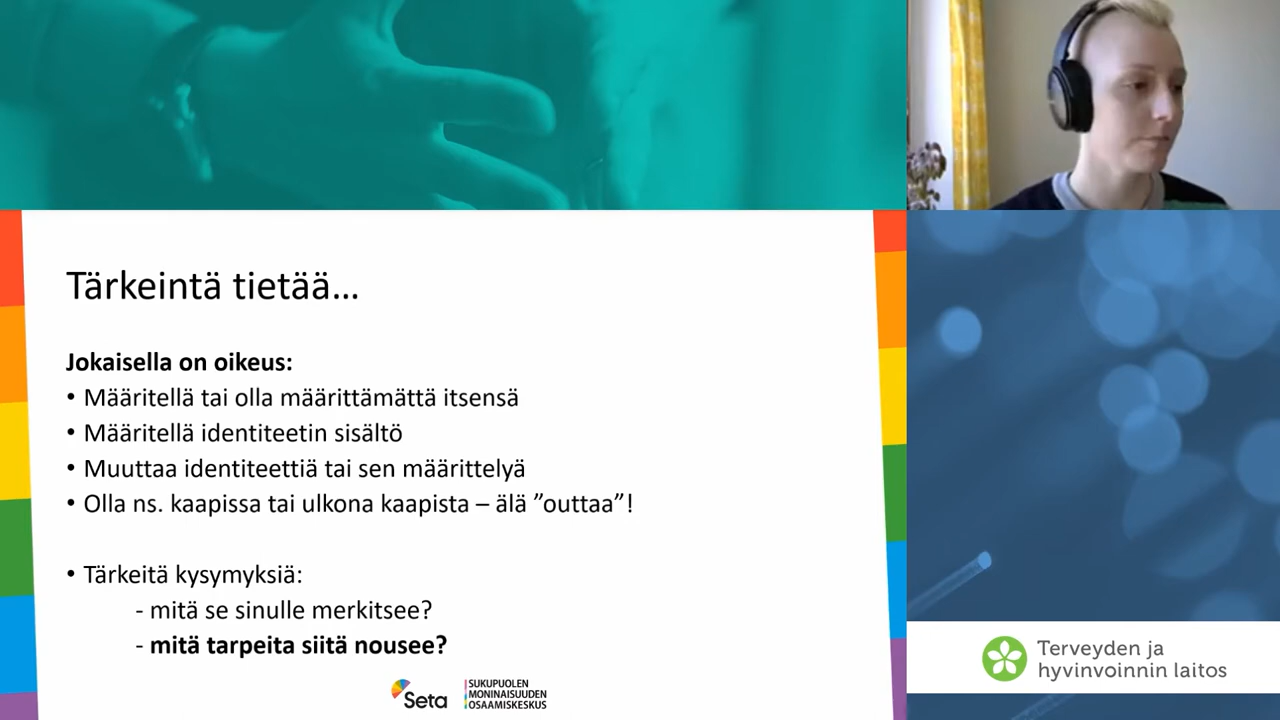 Tärkeintä tietää...
Jokaisella on oikeus:
• Määritellä tai olla määrittämättä itsensä
• Määritellä identiteetin sisältö
• Muuttaa identiteettiä tai sen määrittelyä
• Olla ns. kaapissa tai ulkona kaapista – älä ”outtaa”!
• Tärkeitä kysymyksiä:
- mitä se sinulle merkitsee?
- mitä tarpeita siitä nousee?
Seta
SUKUPUOLEN
MONINAISUUDEN
OSAAMISKESKUS
Terveyden ja
hyvinvoinnin laitos